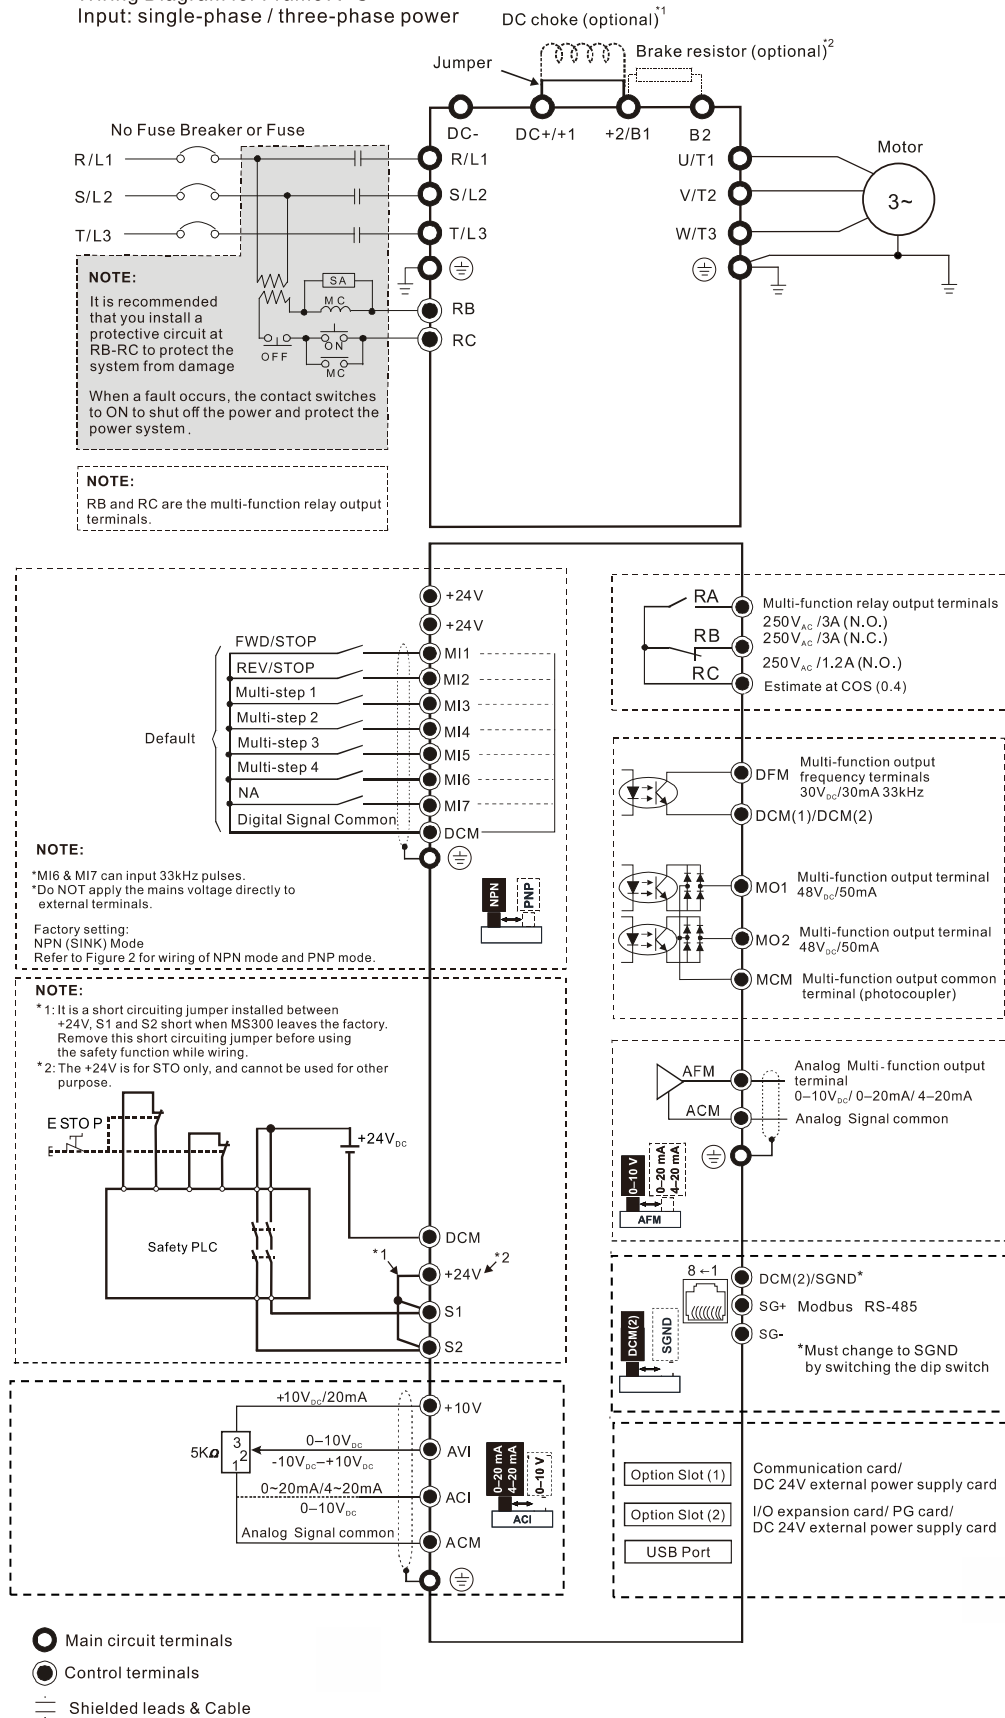 Input: single-phase / three-phase power
DC choke (optional)*1
Brake resistor (optional)*2
Jumper
DC-
DC+/+1
+2/B1
B2
No Fuse Breaker or Fuse
R/L1
S/L2
T/L3
R/L1
S/L2
T/L3
U/T1
V/T2
W/T3
Motor
3~
SA
MC
RB
RC
OFF
ON
MC
NOTE:
It is recommended
that you install a
protective circuit at
RB-RC to protect the
system from damage
When a fault occurs, the contact switches
to ON to shut off the power and protect the
power system.
NOTE:
RB and RC are the multi-function relay output
terminals.
+24V
+24V
FWD/STOP
MI1
REV/STOP
MI2
Multi-step 1
MI3
Multi-step 2
MI4
Default
Multi-step 3
MI5
Multi-step 4
MI6
NA
MI7
Digital Signal Common
DCM
NOTE:
*MI6 & MI7 can input 33kHz pulses.
*Do NOT apply the mains voltage directly to
external terminals.
Factory setting:
NPN (SINK) Mode
Refer to Figure 2 for wiring of NPN mode and PNP mode.
NPN
PNP
RA
RB
RC
Multi-function relay output terminals
250VAC/3A (N.O.)
250VAC/3A (N.C.)
250VAC/1.2A (N.O.)
Estimate at COS (0.4)
DFM
Multi-function output
frequency terminals
30VDC/30mA 33kHz
DCM(1)/DCM(2)
MO1
Multi-function output terminal
48VDC/50mA
MO2
Multi-function output terminal
48VDC/50mA
MCM
Multi-function output common
terminal (photocoupler)
NOTE:
*1: It is a short circuiting jumper installed between
+24V, S1 and S2 short when MS300 leaves the factory.
Remove this short circuiting jumper before using
the safety function while wiring.
*2: The +24V is for STO only, and cannot be used for other
purpose.
ESTOP
+24VDC
Safety PLC
DCM
*1
+24V
*2
S1
S2
AFM
ACM
Analog Multi-function output
terminal
0–10VDC/ 0–20mA/ 4–20mA
Analog Signal common
0–10 V
0–20 mA
4–20 mA
AFM
8 ←1
DCM(2)/SGND*
SG+ Modbus RS-485
SG-
*Must change to SGND
by switching the dip switch
DCM(2)
SGND
+10VDC/20mA
+10V
5KΩ
3
2
1
0–10VDC
-10VDC–+10VDC
AVI
0~20mA/4~20mA
0–10VDC
ACI
Analog Signal common
ACM
0–20 mA
4–20 mA
0–10 V
ACI
Option Slot (1)
Communication card/
DC 24V external power supply card
Option Slot (2)
I/O expansion card/ PG card/
DC 24V external power supply card
USB Port
Main circuit terminals
Control terminals
Shielded leads & Cable